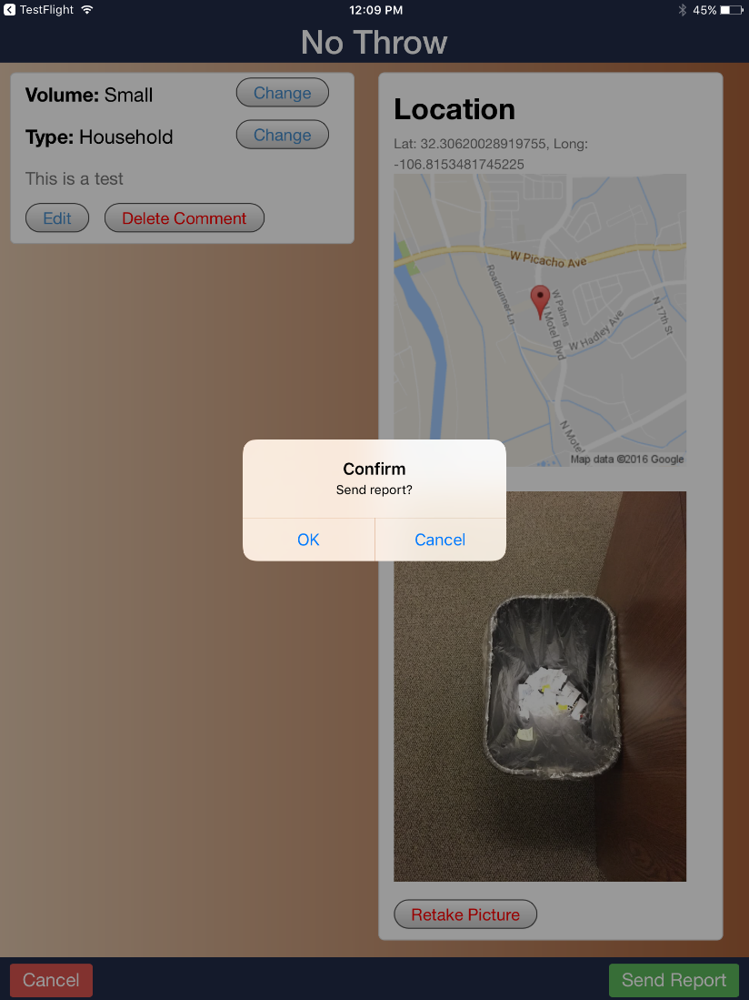 TestFlight
12:09 PM
45%
No Throw
Volume: Small
Change
Type: Household
Change
This is a test
Edit
Delete Comment
Location
Lat: 32.30620028919755, Long:
-106.8153481745225
W Picacho Ave
Roadrunner Ln
W Palms
N Motel Blvd
W Hadley Ave
N 17th St
N Motel
Map data ©2016 Google
Confirm
Send report?
OK
Cancel
Retake Picture
Cancel
Send Report